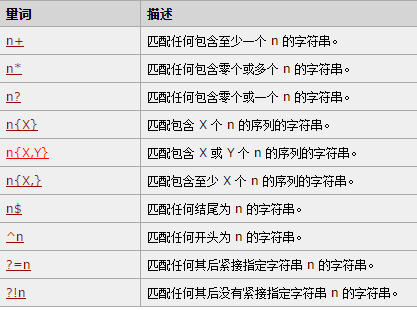 量词 描述
n+ 匹配任何包含至少一个 n 的字符串。
n* 匹配任何包含零个或多个 n 的字符串。
n? 匹配任何包含零个或一个 n 的字符串。
n{X} 匹配包含 X 个 n 的序列的字符串。
n{X,Y} 匹配包含 X 或 Y 个 n 的序列的字符串。
n{X,} 匹配包含至少 X 个 n 的序列的字符串。
n$ 匹配任何结尾为 n 的字符串。
^n 匹配任何开头为 n 的字符串。
?=n 匹配任何其后紧接指定字符串 n 的字符串。
?!n 匹配任何其后没有紧接指定字符串 n 的字符串。